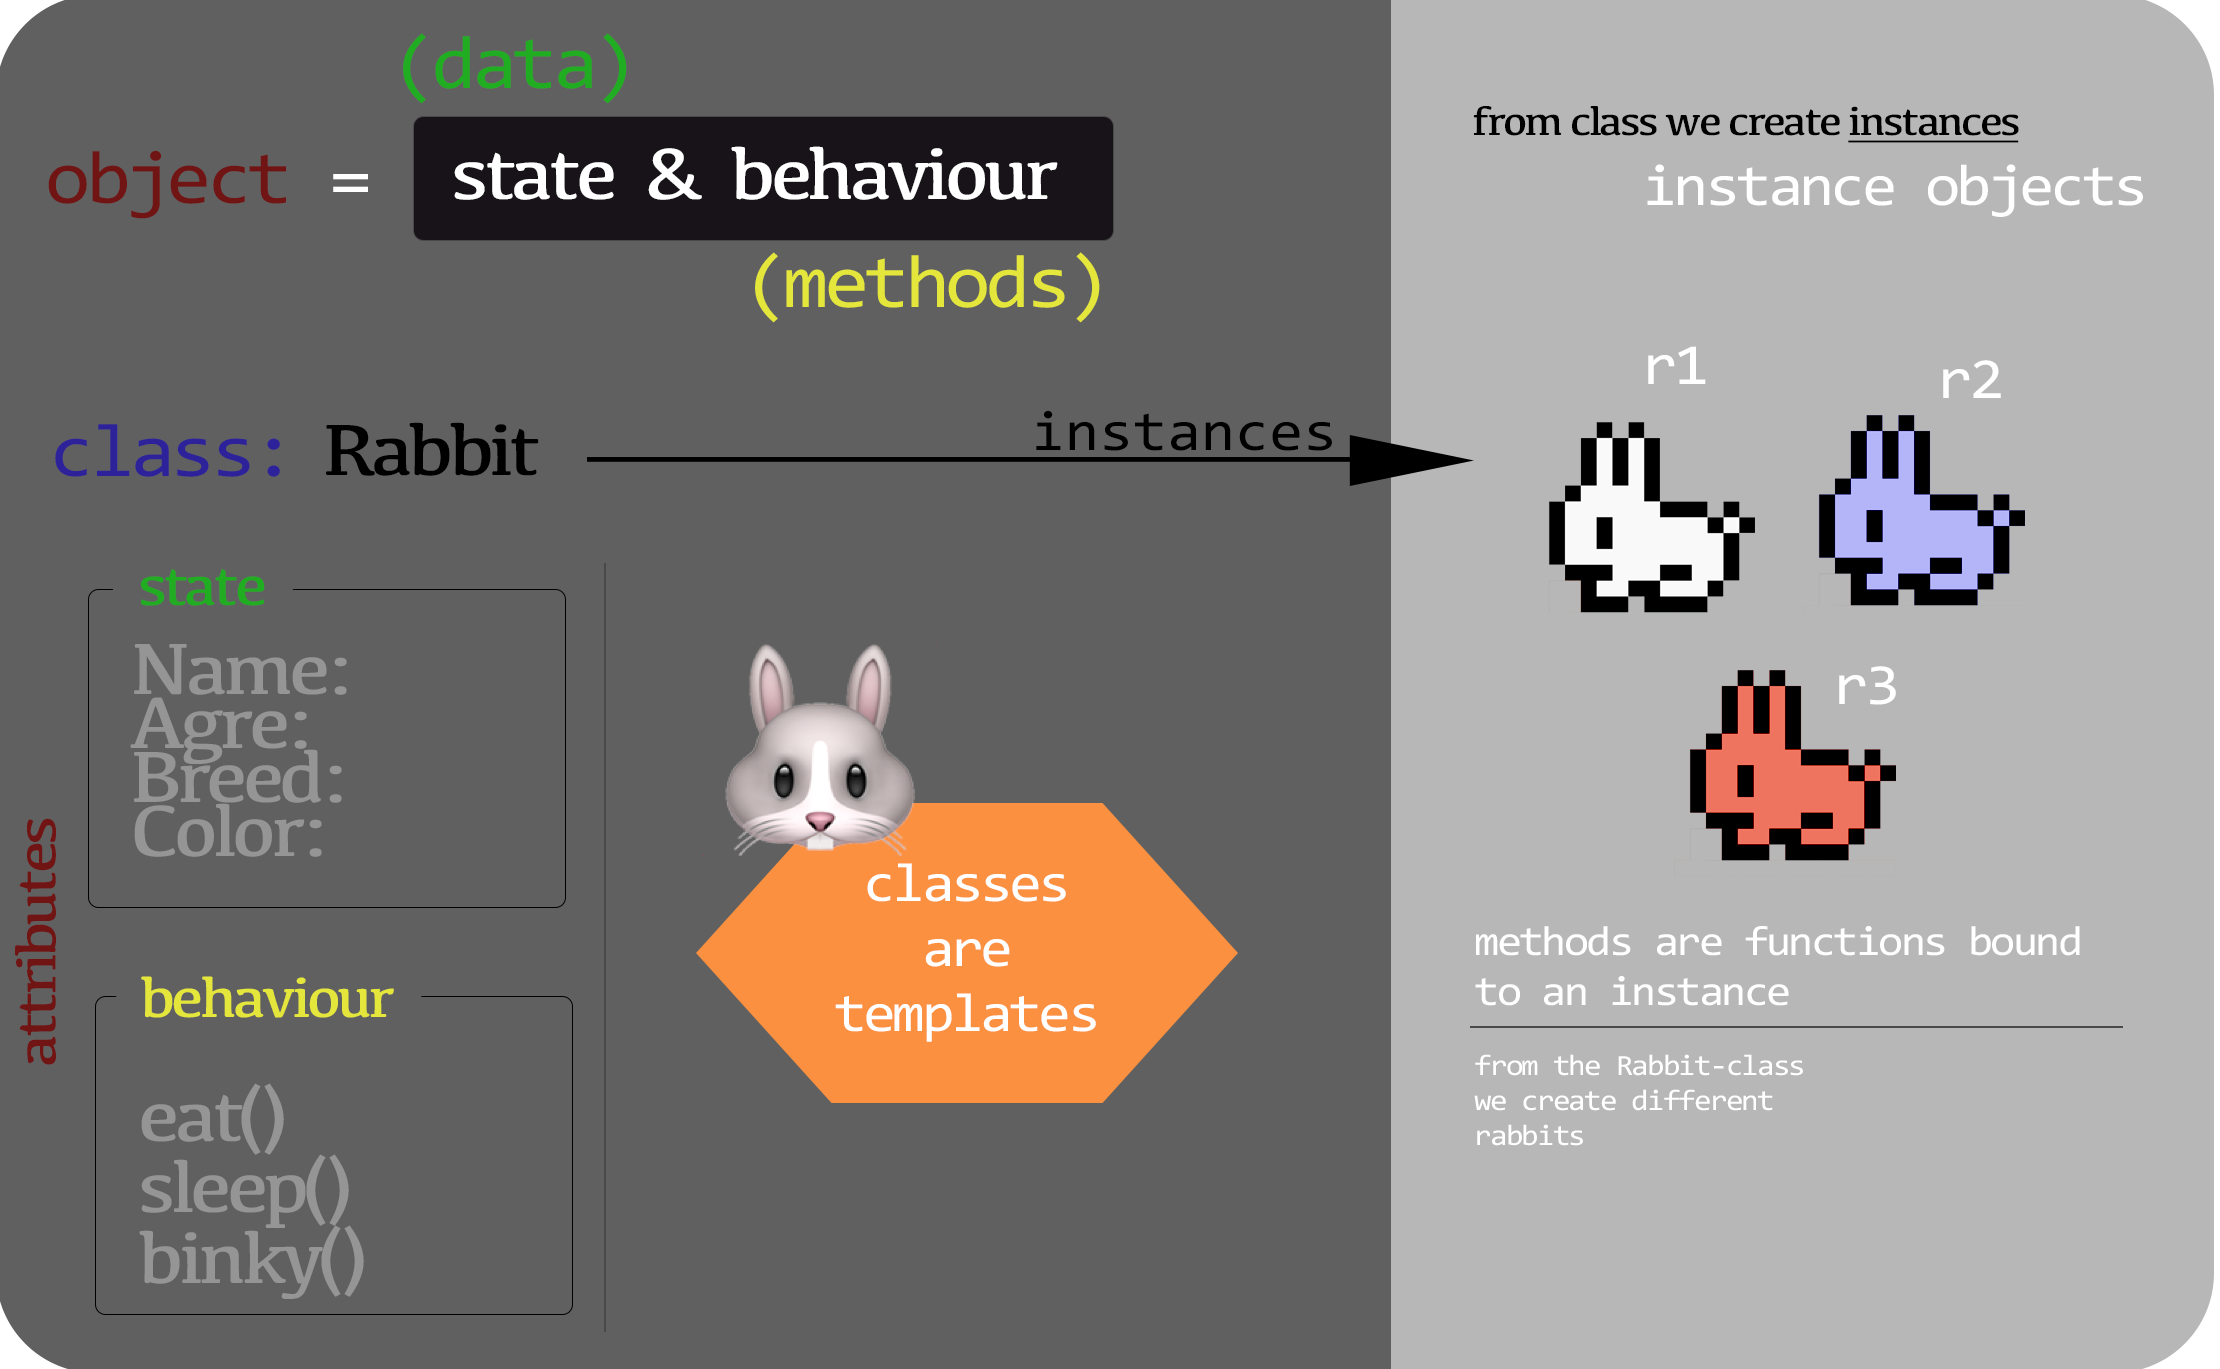 (data)
object = state & behaviour
(methods)
class: Rabbit
instances
state
Name:
Agre:
Breed:
Color:
attributes
behaviour
eat()
sleep()
binky()
classes
are
templates
from class we create instances
instance objects
r1
r2
r3
methods are functions bound
to an instance
from the Rabbit-class
we create different
rabbits